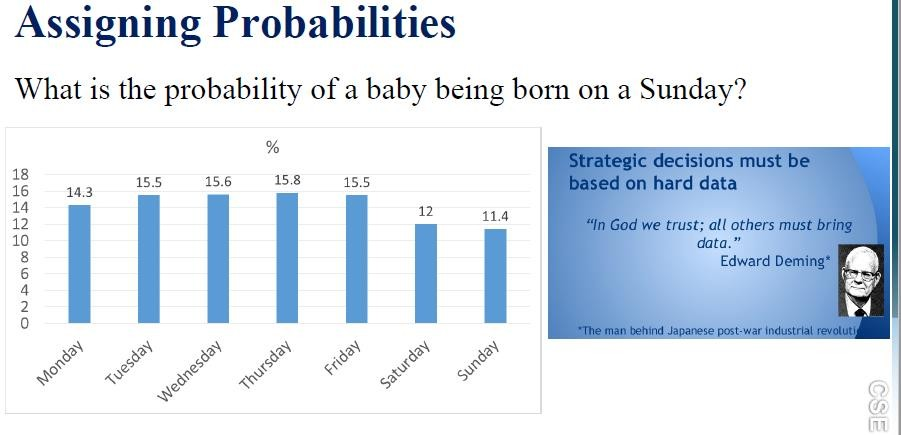 Assigning Probabilities
What is the probability of a baby being born on a Sunday?
%
18
16
14
12
10
8
6
4
2
0
14.3
15.5
15.6
15.8
15.5
12
11.4
Monday
Tuesday
Wednesday
Thursday
Friday
Saturday
Sunday
Strategic decisions must be
based on hard data
“In God we trust; all others must bring
data.”
Edward Deming*
*The man behind Japanese post-war industrial
CSE